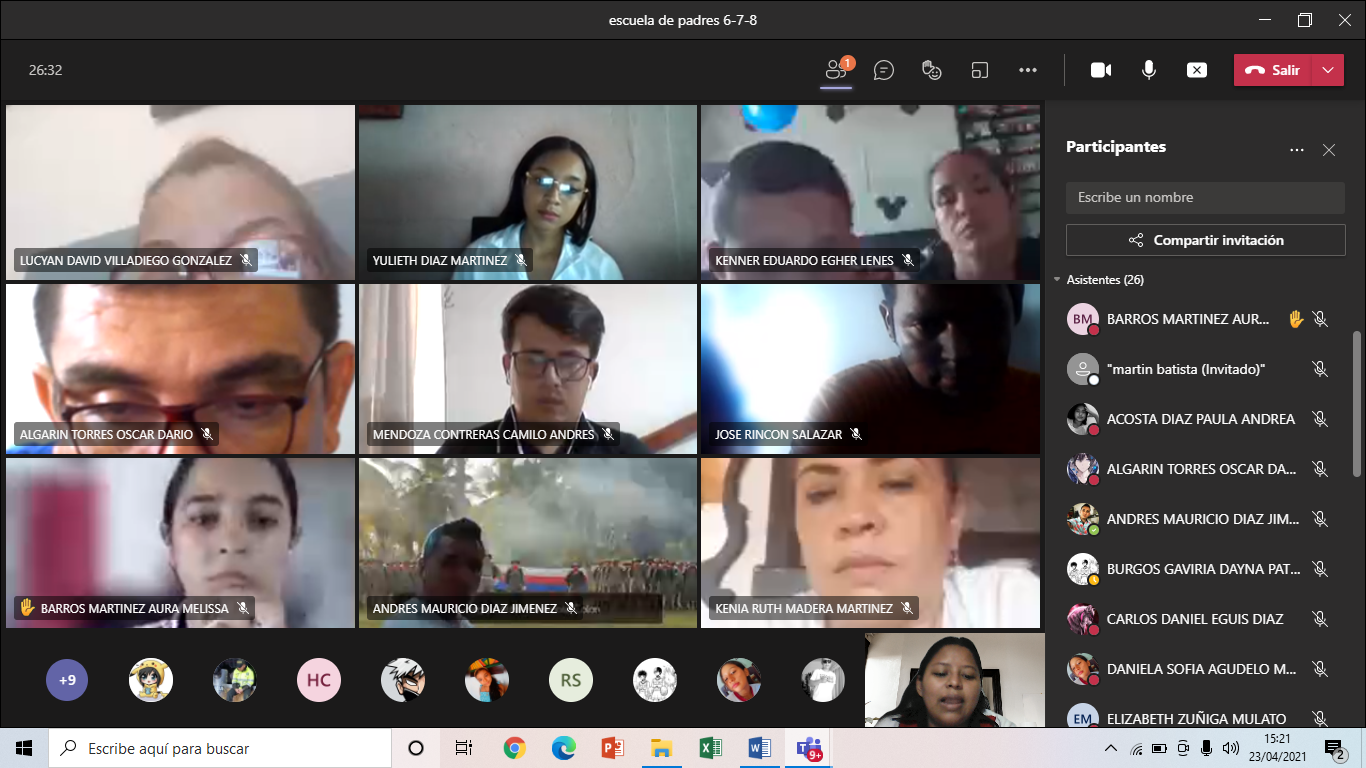 escuela de padres 6-7-8
26:32
1
Salir
LUCYAN DAVID VILLADIEGO GONZALEZ
YULIETH DIAZ MARTINEZ
KENNER EDUARDO EGHER LENES
ALGARIN TORRES OSCAR DARIO
MENDOZA CONTRERAS CAMILO ANDRES
JOSE RINCON SALAZAR
BARROS MARTINEZ AURA MELISSA
ANDRES MAURICIO DIAZ JIMENEZ
KENIA RUTH MADERA MARTINEZ
+9
HC
RS
Participantes
Escribe un nombre
Compartir invitación
Asistentes (26)
BM BARROS MARTINEZ AUR...
"martin batista (Invitado)"
ACOSTA DIAZ PAULA ANDREA
ALGARIN TORRES OSCAR DA...
ANDRES MAURICIO DIAZ JIM...
BURGOS GAVIRIA DAYNA PAT...
CARLOS DANIEL EGUIS DIAZ
DANIELA SOFIA AGUDELO M...
EM ELIZABETH ZUÑIGA MULATO
Escribe aquí para buscar
9+
15:21
23/04/2021
2